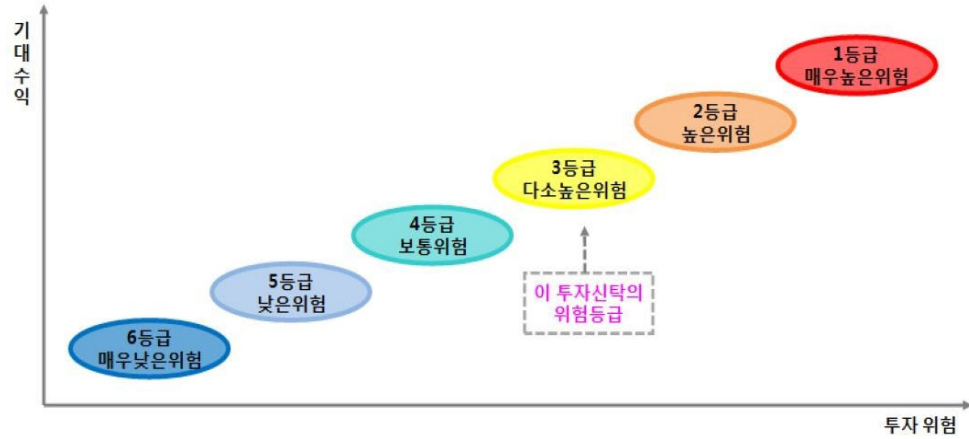 기
대
수
익
1등급
매우높은위험
2등급
높은위험
3등급
다소높은위험
4등급
보통위험
이 투자신탁의
위험등급
5등급
낮은위험
6등급
매우낮은위험
투자 위험